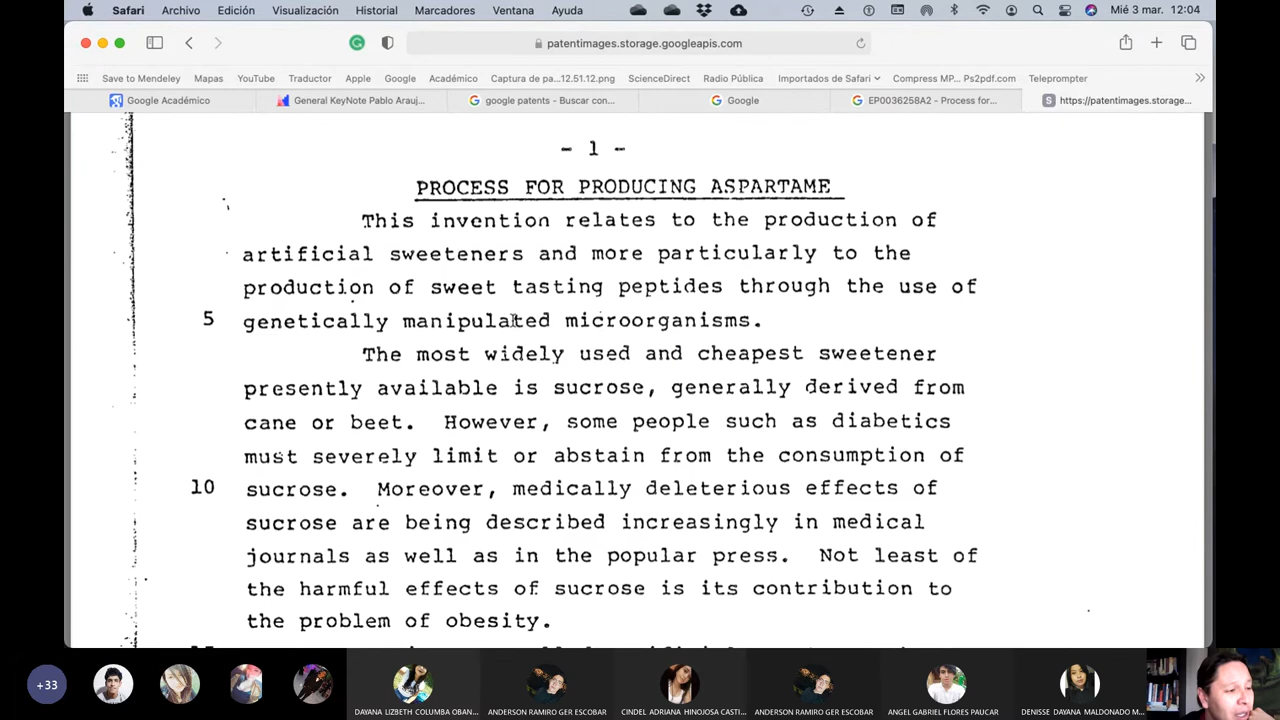 Safari Archivo Edición Visualización Historial Marcadores Ventana Ayuda Mié 3 mar. 12:04
patentimages.storage.googleapis.com
Save to Mendeley Mapas YouTube Traductor Apple Google Académico Captura de pa...12.51.12.png ScienceDirect Radio Pública Importados de Safari Compress MP... Ps2pdf.com Teleprompter
Google Académico General KeyNote Pablo Arauj... google patents - Buscar con... Google EP0036258A2 - Process for... S https://patentimages.storage...
- 1 -
PROCESS FOR PRODUCING ASPARTAME
This invention relates to the production of
artificial sweeteners and more particularly to the
production of sweet tasting peptides through the use of
5 genetically manipulated microorganisms.
The most widely used and cheapest sweetener
presently available is sucrose, generally derived from
cane or beet. However, some people such as diabetics
must severely limit or abstain from the consumption of
10 sucrose. Moreover, medically deleterious effects of
sucrose are being described increasingly in medical
journals as well as in the popular press. Not least of
the harmful effects of sucrose is its contribution to
the problem of obesity.
+33
DAYANA LIZBETH COLUMBA OBAN... ANDERSON RAMIRO GER ESCOBAR CINDEL ADRIANA HINOJOSA CASTI... ANDERSON RAMIRO GER ESCOBAR ANGEL GABRIEL FLORES PAUCAR DENISSE DAYANA MALDONADO M...